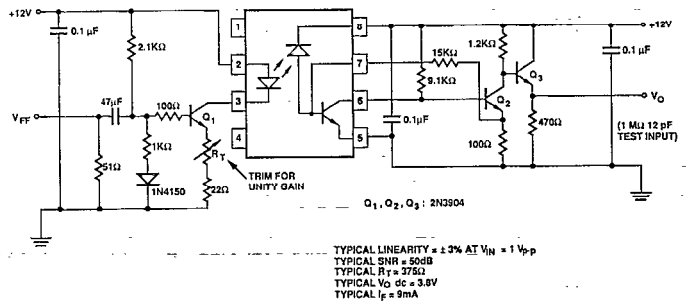 +12V
0.1 µF
2.1KΩ
VFF
47µF
100Ω
Q1
51Ω
1KΩ
1N4150
RT
22Ω
TRIM FOR
UNITY GAIN
1
2
3
4
8
7
6
5
+12V
15KΩ
1.2KΩ
9.1KΩ
Q3
Q2
0.1µF
0.1 µF
VO
100Ω
470Ω
(1 MΩ 12 pF
TEST INPUT)
Q1, Q2, Q3 : 2N3904
TYPICAL LINEARITY = ± 3% AT VIN = 1 Vp-p
TYPICAL SNR = 50dB
TYPICAL RT = 375Ω
TYPICAL VO dc = 3.8V
TYPICAL IF = 9mA